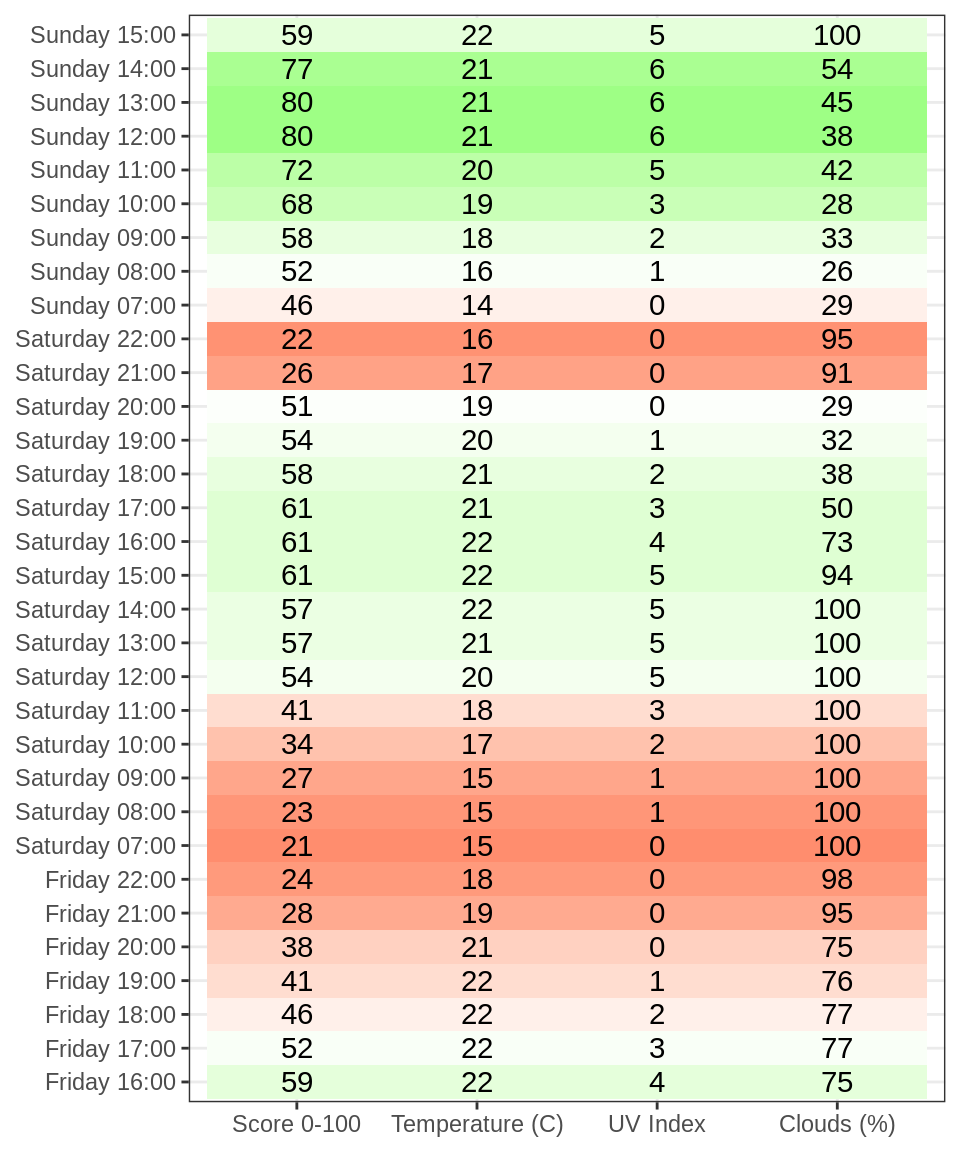 Sunday 15:00 59 22 5 100
Sunday 14:00 77 21 6 54
Sunday 13:00 80 21 6 45
Sunday 12:00 80 21 6 38
Sunday 11:00 72 20 5 42
Sunday 10:00 68 19 3 28
Sunday 09:00 58 18 2 33
Sunday 08:00 52 16 1 26
Sunday 07:00 46 14 0 29
Saturday 22:00 22 16 0 95
Saturday 21:00 26 17 0 91
Saturday 20:00 51 19 0 29
Saturday 19:00 54 20 1 32
Saturday 18:00 58 21 2 38
Saturday 17:00 61 21 3 50
Saturday 16:00 61 22 4 73
Saturday 15:00 61 22 5 94
Saturday 14:00 57 22 5 100
Saturday 13:00 57 21 5 100
Saturday 12:00 54 20 5 100
Saturday 11:00 41 18 3 100
Saturday 10:00 34 17 2 100
Saturday 09:00 27 15 1 100
Saturday 08:00 23 15 1 100
Saturday 07:00 21 15 0 100
Friday 22:00 24 18 0 98
Friday 21:00 28 19 0 95
Friday 20:00 38 21 0 75
Friday 19:00 41 22 1 76
Friday 18:00 46 22 2 77
Friday 17:00 52 22 3 77
Friday 16:00 59 22 4 75
Score 0-100 Temperature (C) UV Index Clouds (%)